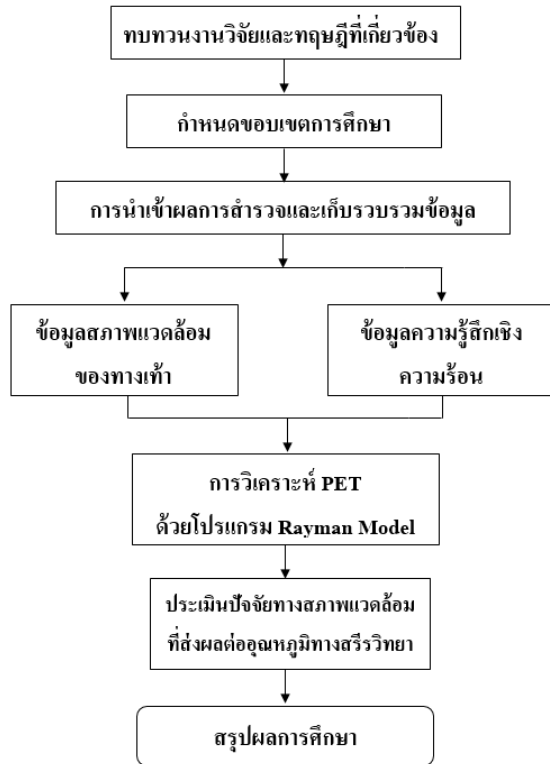 ทบทวนงานวิจัยและทฤษฎีที่เกี่ยวข้อง
กำหนดขอบเขตการศึกษา
การนำเข้าผลการสำรวจและเก็บรวบรวมข้อมูล
ข้อมูลสภาพแวดล้อม
ของทางเท้า
ข้อมูลความรู้สึกเชิง
ความร้อน
การวิเคราะห์ PET
ด้วยโปรแกรม Rayman Model
ประเมินปัจจัยทางสภาพแวดล้อม
ที่ส่งผลต่ออุณหภูมิทางสรีรวิทยา
สรุปผลการศึกษา